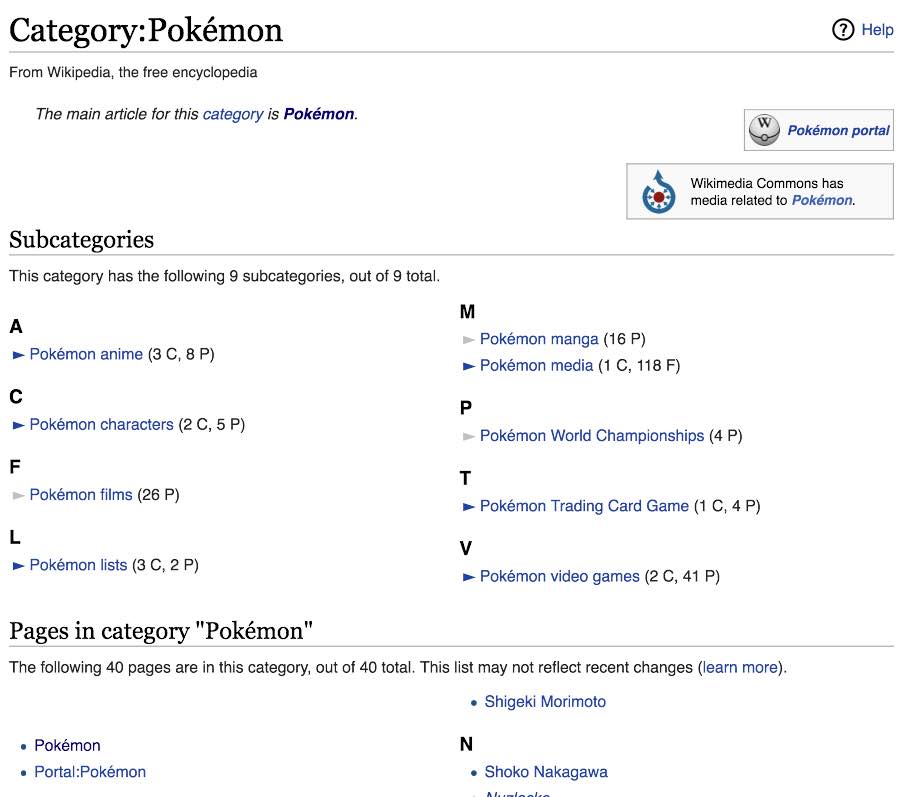 Category:Pokémon
Help
From Wikipedia, the free encyclopedia
The main article for this category is Pokémon.
W
Pokémon portal
Wikimedia Commons has
media related to Pokémon.
Subcategories
This category has the following 9 subcategories, out of 9 total.
A
► Pokémon anime (3 C, 8 P)
C
► Pokémon characters (2 C, 5 P)
F
► Pokémon films (26 P)
L
► Pokémon lists (3 C, 2 P)
M
► Pokémon manga (16 P)
► Pokémon media (1 C, 118 F)
P
► Pokémon World Championships (4 P)
T
► Pokémon Trading Card Game (1 C, 4 P)
V
► Pokémon video games (2 C, 41 P)
Pages in category "Pokémon"
The following 40 pages are in this category, out of 40 total. This list may not reflect recent changes (learn more).
• Pokémon
• Portal:Pokémon
• Shigeki Morimoto
N
• Shoko Nakagawa
Nuzlocke